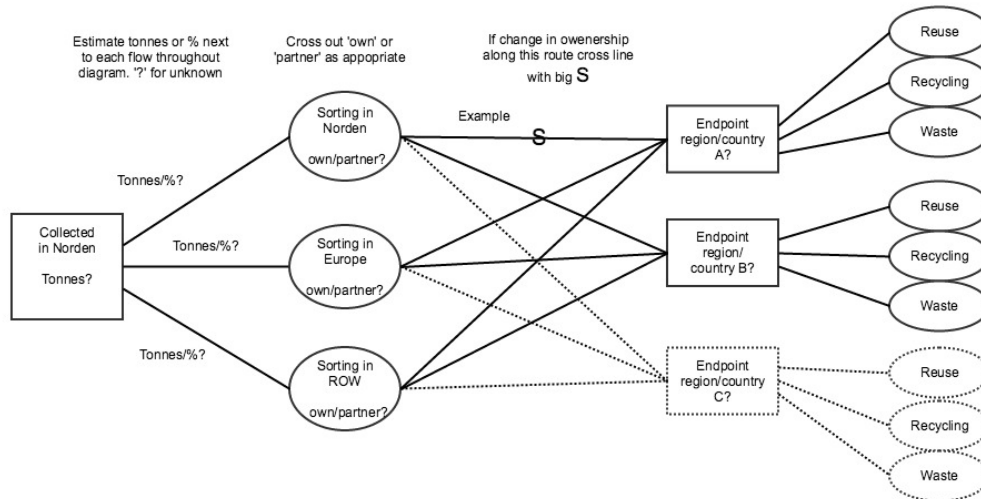 Estimate tonnes or % next
to each flow throughout
diagram. '?' for unknown
Cross out 'own' or
'partner' as appopriate
If change in owenership
along this route cross line
with big S
Example
S
Collected
in Norden
Tonnes?
Tonnes/%?
Tonnes/%?
Tonnes/%?
Sorting in
Norden
own/partner?
Sorting in
Europe
own/partner?
Sorting in
ROW
own/partner?
Endpoint
region/country
A?
Endpoint
region/
country B?
Endpoint
region/country
C?
Reuse
Recycling
Waste
Reuse
Recycling
Waste
Reuse
Recycling
Waste